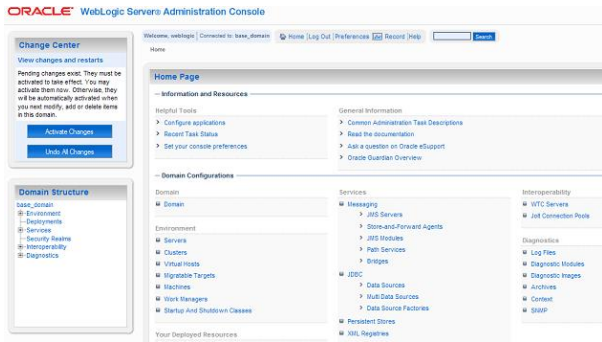 ORACLE WebLogic Server® Administration Console
Change Center
View changes and restarts
Pending changes exist. They must be
activated to take effect. You may
activate them now. Otherwise, they
will be automatically activated when
you next modify, add or delete items
in this domain.
Activate Changes
Undo All Changes
Domain Structure
base_domain
Environment
Deployments
Services
Security Realms
Interoperability
Diagnostics
Welcome, weblogic Connected to: base_domain Home Log Out Preferences Record Help Search
Home
Home Page
Information and Resources
Helpful Tools
Configure applications
Recent Task Status
Set your console preferences
General Information
Common Administration Task Descriptions
Read the documentation
Ask a question on Oracle eSupport
Oracle Guardian Overview
Domain Configurations
Domain
Domain
Environment
Servers
Clusters
Virtual Hosts
Migratable Targets
Machines
Work Managers
Startup And Shutdown Classes
Your Deployed Resources
Services
Messaging
JMS Servers
Store-and-Forward Agents
JMS Modules
Path Services
Bridges
JDBC
Data Sources
Multi Data Sources
Data Source Factories
Persistent Stores
XML Registries
Interoperability
WTC Servers
Jolt Connection Pools
Diagnostics
Log Files
Diagnostic Modules
Diagnostic Images
Archives
Context
SNMP